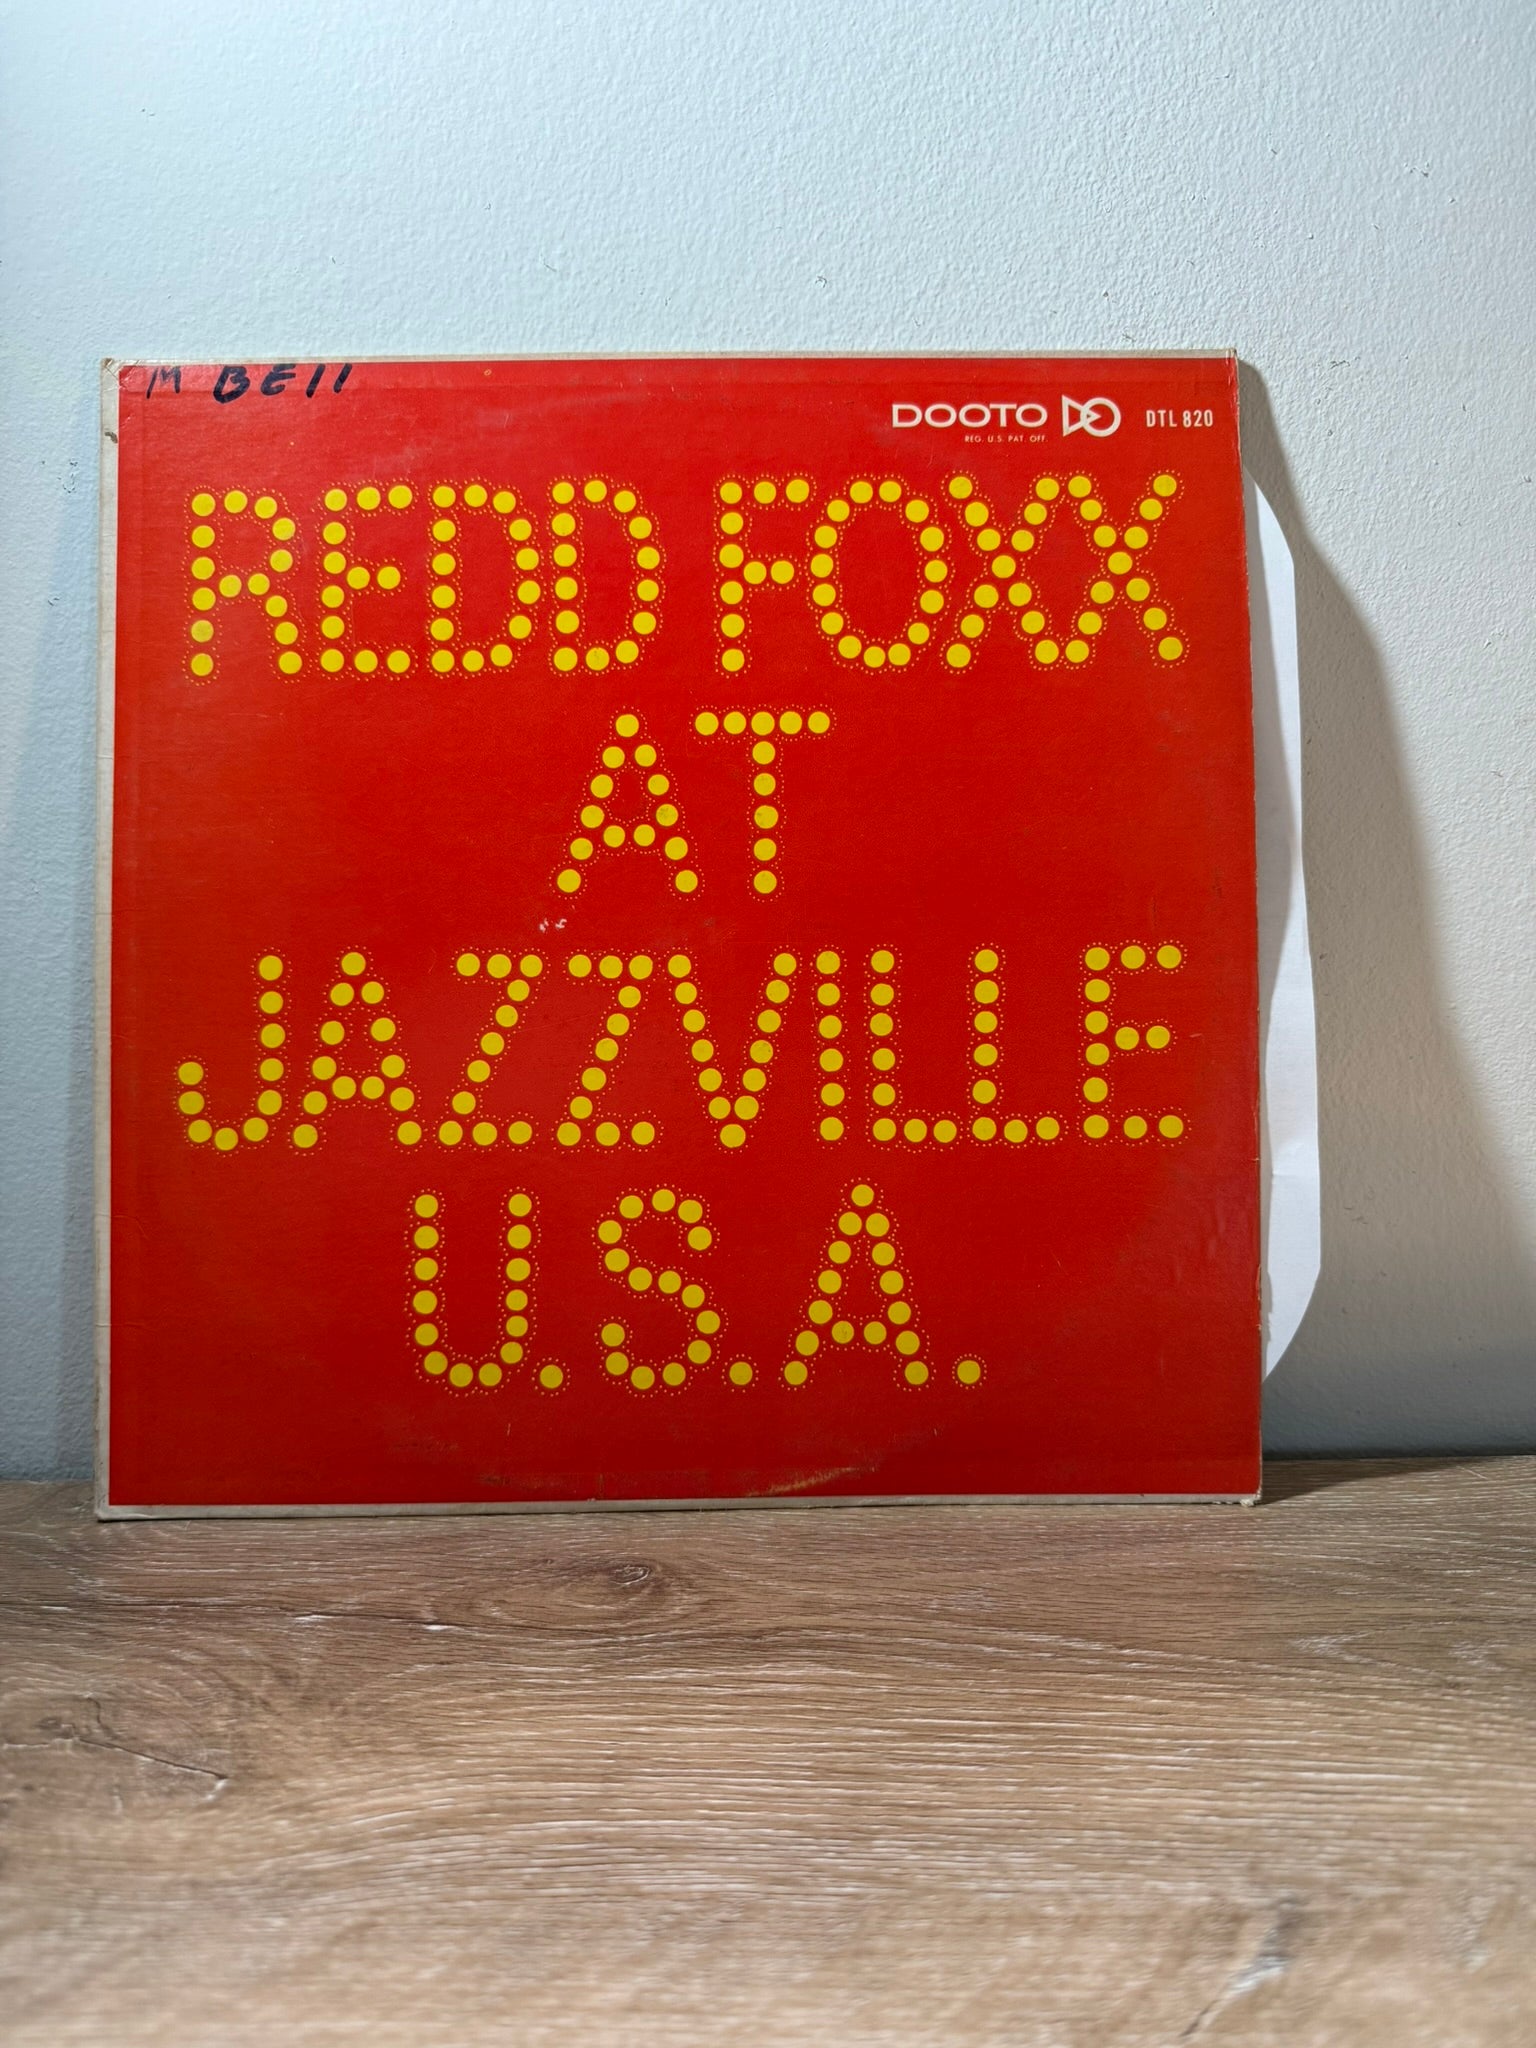 M BEll
DOOTO DTL 820
REG. U.S. PAT. OFF.
REDD FOXX
AT
JAZZVILLE
U.S.A.